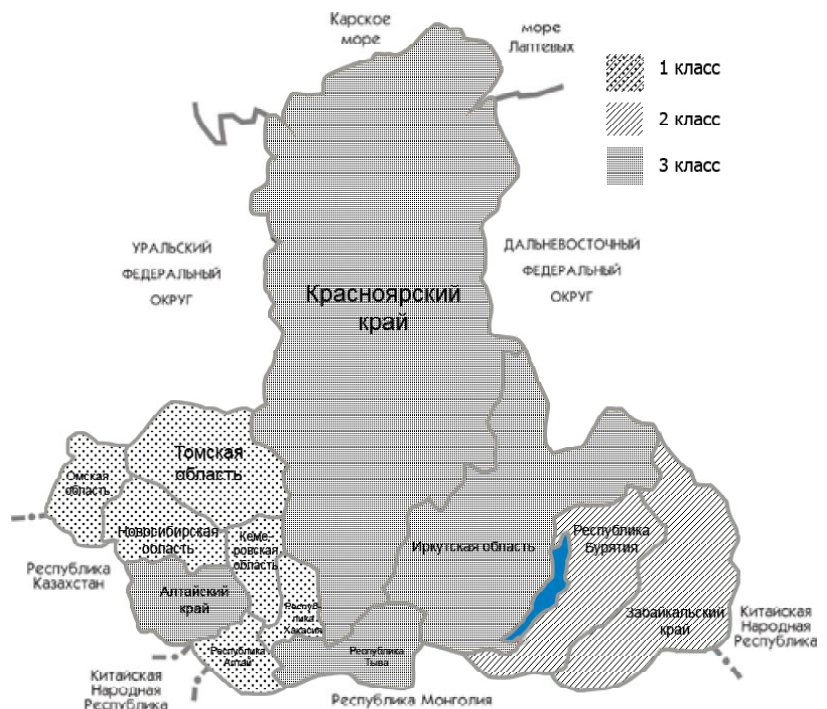 Карское
море
море
Лаптевых
1 класс
2 класс
3 класс
УРАЛЬСКИЙ
ФЕДЕРАЛЬНЫЙ
ОКРУГ
ДАЛЬНЕВОСТОЧНЫЙ
ФЕДЕРАЛЬНЫЙ
ОКРУГ
Красноярский
край
Томская
область
Омская
область
Новосибирская
область
Кеме-
ровская
область
Иркутская область
Республика
Бурятия
Республика
Казахстан
Алтайский
край
Респуб-
лика
Хакасия
Забайкальский
край
Китайская
Народная
Республика
Республика
Алтай
Республика
Тыва
Китайская
Народная
Республика
Республика Монголия